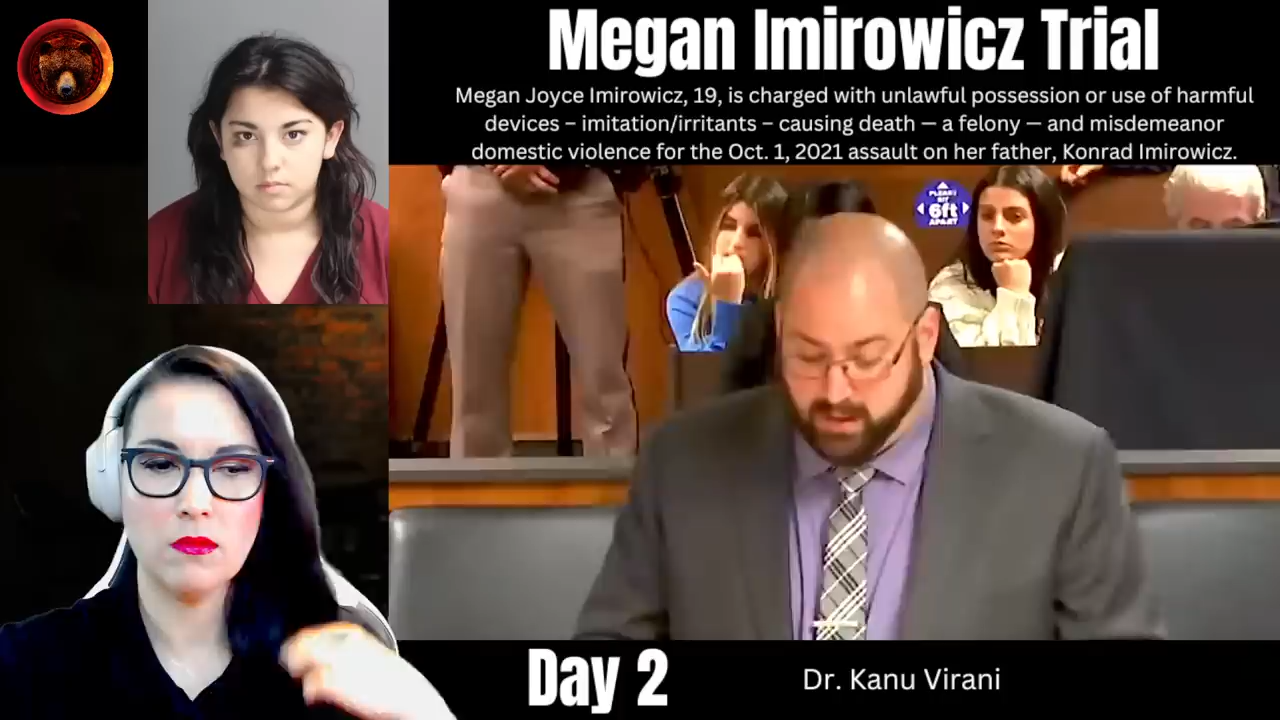 Megan Imirowicz Trial
Megan Joyce Imirowicz, 19, is charged with unlawful possession or use of harmful
devices – imitation/irritants – causing death — a felony — and misdemeanor
domestic violence for the Oct. 1, 2021 assault on her father, Konrad Imirowicz.
PLEASE
SIT
6ft
APART
Day 2
Dr. Kanu Virani